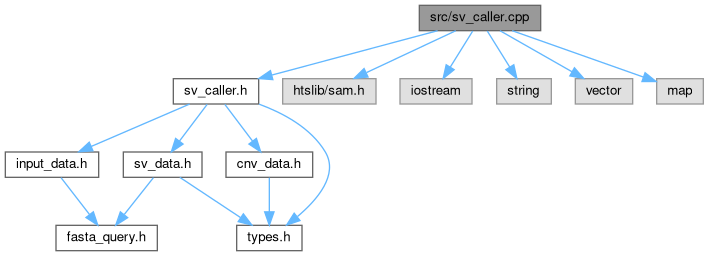 src/sv_caller.cpp
sv_caller.h
htslib/sam.h
iostream
string
vector
map
input_data.h
sv_data.h
cnv_data.h
fasta_query.h
types.h